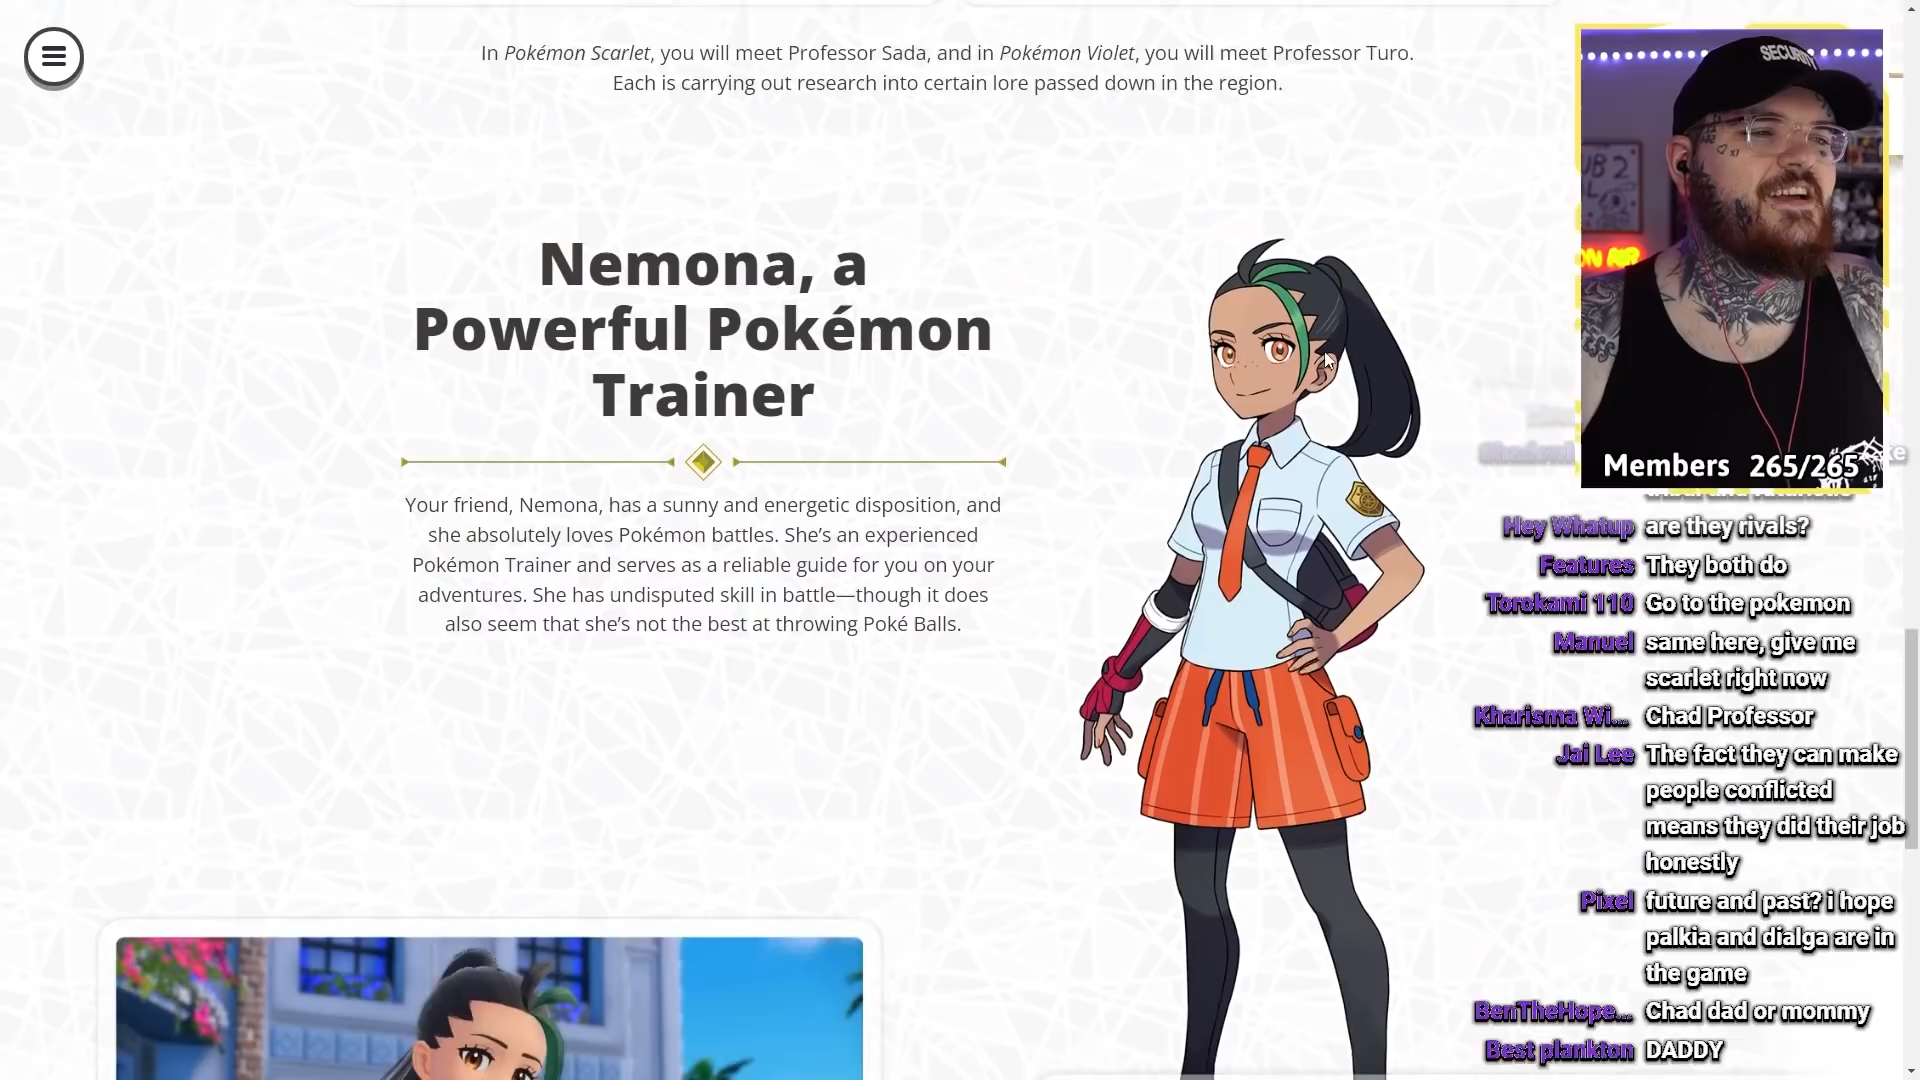 In Pokémon Scarlet, you will meet Professor Sada, and in Pokémon Violet, you will meet Professor Turo.
Each is carrying out research into certain lore passed down in the region.
Nemona, a
Powerful Pokémon
Trainer
Your friend, Nemona, has a sunny and energetic disposition, and
she absolutely loves Pokémon battles. She’s an experienced
Pokémon Trainer and serves as a reliable guide for you on your
adventures. She has undisputed skill in battle—though it does
also seem that she’s not the best at throwing Poké Balls.
SECURITY
UB 2
ON AIR
Members 265/265
Hey Whatup are they rivals?
Features They both do
Torokami 110 Go to the pokemon
Manuel same here, give me
scarlet right now
Kharisma Wi... Chad Professor
Jai Lee The fact they can make
people conflicted
means they did their job
honestly
Pixel future and past? i hope
palkia and dialga are in
the game
BenTheHope... Chad dad or mommy
Best plankton DADDY